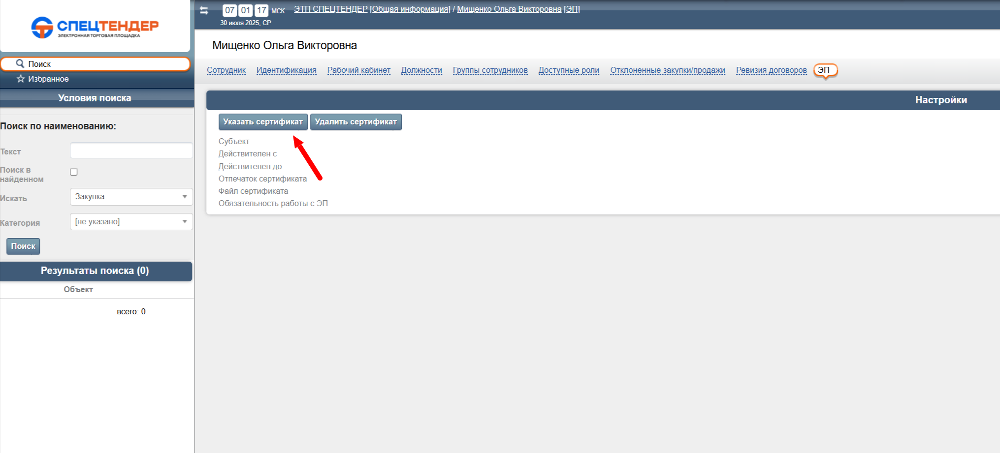 СПЕЦТЕНДЕР
ЭЛЕКТРОННАЯ ТОРГОВАЯ ПЛОЩАДКА
Поиск
Избранное
Условия поиска
Поиск по наименованию:
Текст
Поиск в
найденном
Искать
Закупка
Категория
[не указано]
Поиск
Результаты поиска (0)
Объект
всего: 0
07 01 17 МСК
30 июля 2025, СР
ЭТП СПЕЦТЕНДЕР [Общая информация] / Мищенко Ольга Викторовна [ЭП]
Мищенко Ольга Викторовна
Сотрудник Идентификация Рабочий кабинет Должности Группы сотрудников Доступные роли Отклоненные закупки/продажи Ревизия договоров ЭП
Настройки
Указать сертификат Удалить сертификат
Субъект
Действителен с
Действителен до
Отпечаток сертификата
Файл сертификата
Обязательность работы с ЭП